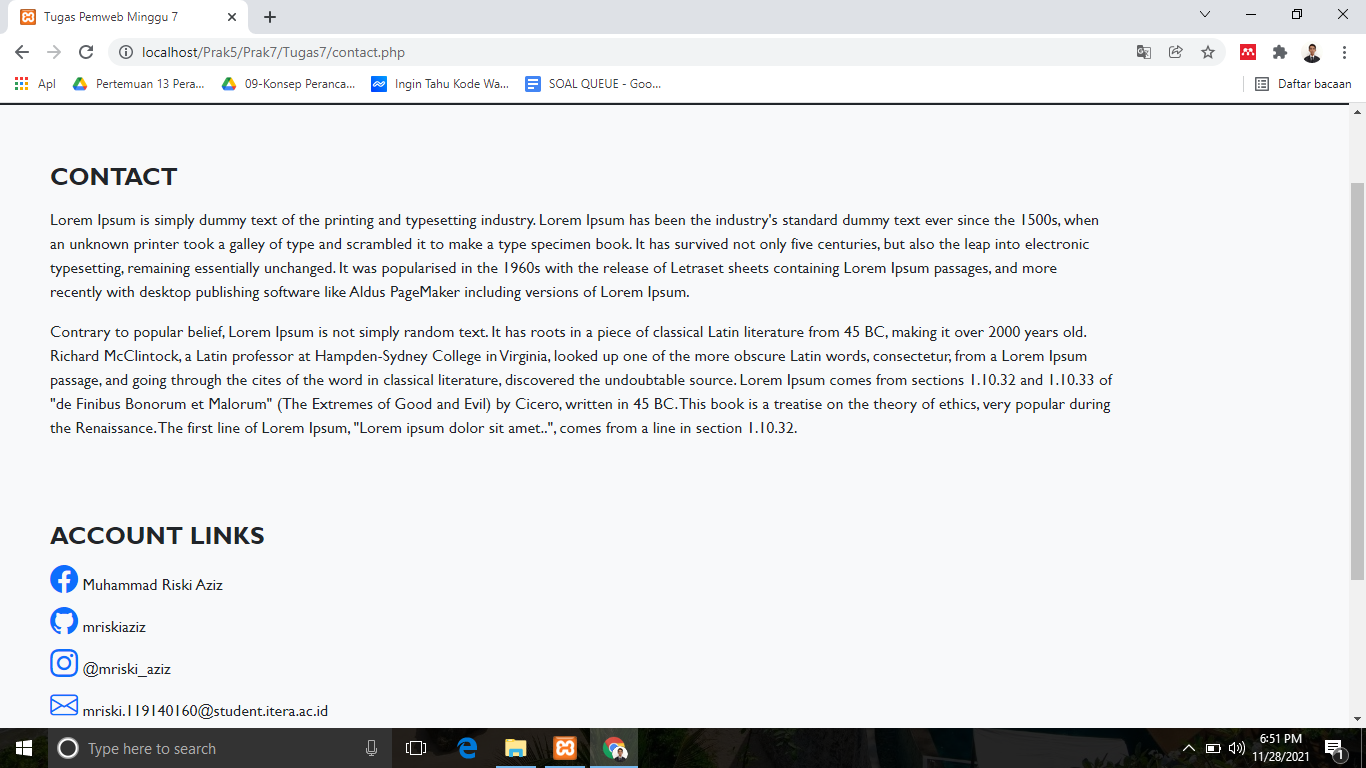 Tugas Pemweb Minggu 7
localhost/Prak5/Prak7/Tugas7/contact.php
Apl
Pertemuan 13 Pera...
09-Konsep Peranca...
Ingin Tahu Kode Wa...
SOAL QUEUE - Goo...
Daftar bacaan
CONTACT
Lorem Ipsum is simply dummy text of the printing and typesetting industry. Lorem Ipsum has been the industry's standard dummy text ever since the 1500s, when
an unknown printer took a galley of type and scrambled it to make a type specimen book. It has survived not only five centuries, but also the leap into electronic
typesetting, remaining essentially unchanged. It was popularised in the 1960s with the release of Letraset sheets containing Lorem Ipsum passages, and more
recently with desktop publishing software like Aldus PageMaker including versions of Lorem Ipsum.
Contrary to popular belief, Lorem Ipsum is not simply random text. It has roots in a piece of classical Latin literature from 45 BC, making it over 2000 years old.
Richard McClintock, a Latin professor at Hampden-Sydney College in Virginia, looked up one of the more obscure Latin words, consectetur, from a Lorem Ipsum
passage, and going through the cites of the word in classical literature, discovered the undoubtable source. Lorem Ipsum comes from sections 1.10.32 and 1.10.33 of
"de Finibus Bonorum et Malorum" (The Extremes of Good and Evil) by Cicero, written in 45 BC. This book is a treatise on the theory of ethics, very popular during
the Renaissance. The first line of Lorem Ipsum, "Lorem ipsum dolor sit amet..", comes from a line in section 1.10.32.
ACCOUNT LINKS
Muhammad Riski Aziz
mriskiaziz
@mriski_aziz
mriski.119140160@student.itera.ac.id
Type here to search
6:51 PM
11/28/2021
1